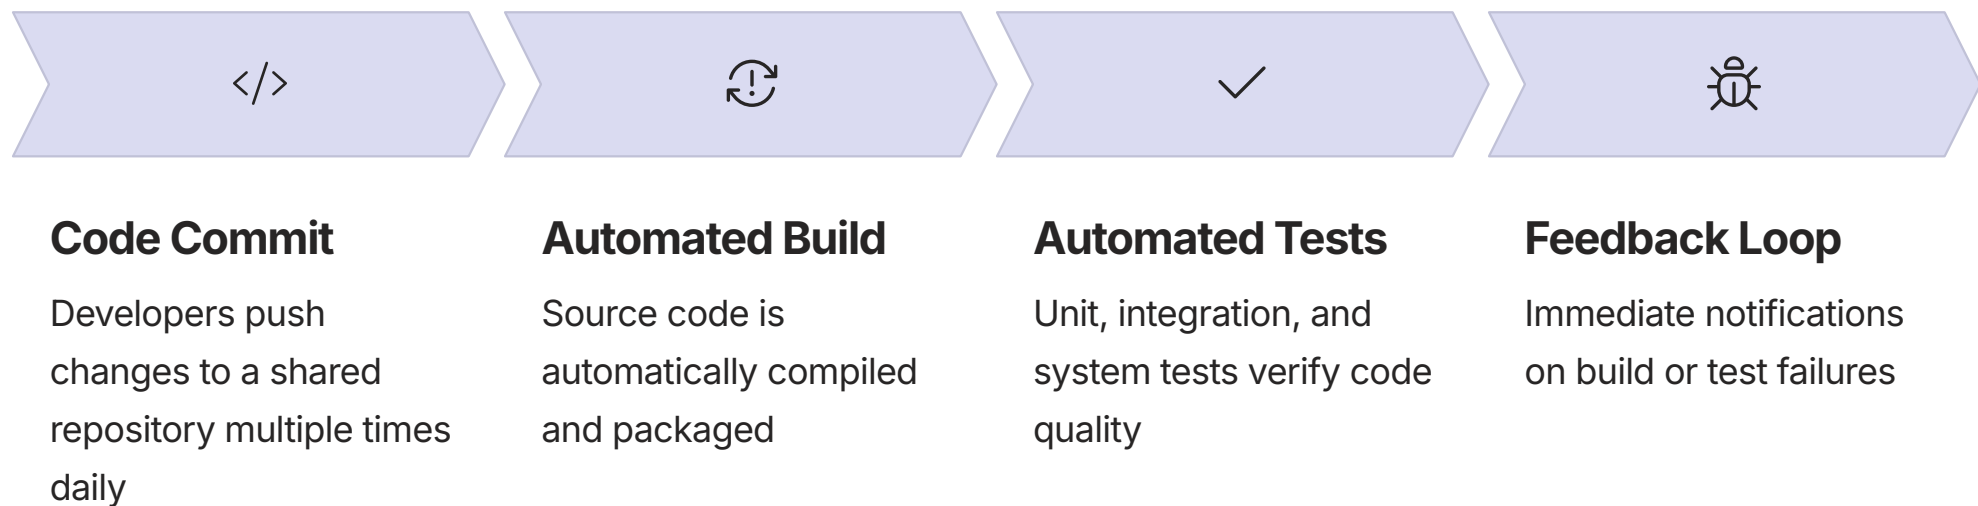 Code Commit
Developers push
changes to a shared
repository multiple times
daily
Automated Build
Source code is
automatically compiled
and packaged
Automated Tests
Unit, integration, and
system tests verify code
quality
Feedback Loop
Immediate notifications
on build or test failures